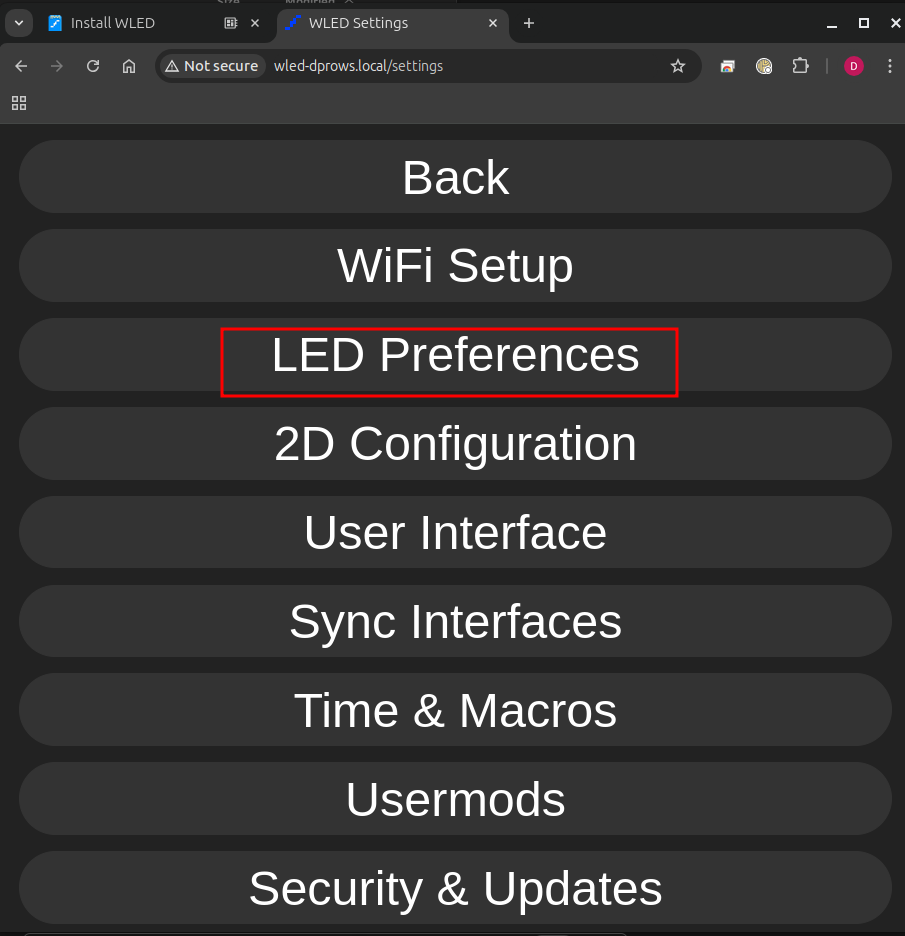 Install WLED
WLED Settings
Not secure
wled-dprows.local/settings
D
Back
WiFi Setup
LED Preferences
2D Configuration
User Interface
Sync Interfaces
Time & Macros
Usermods
Security & Updates